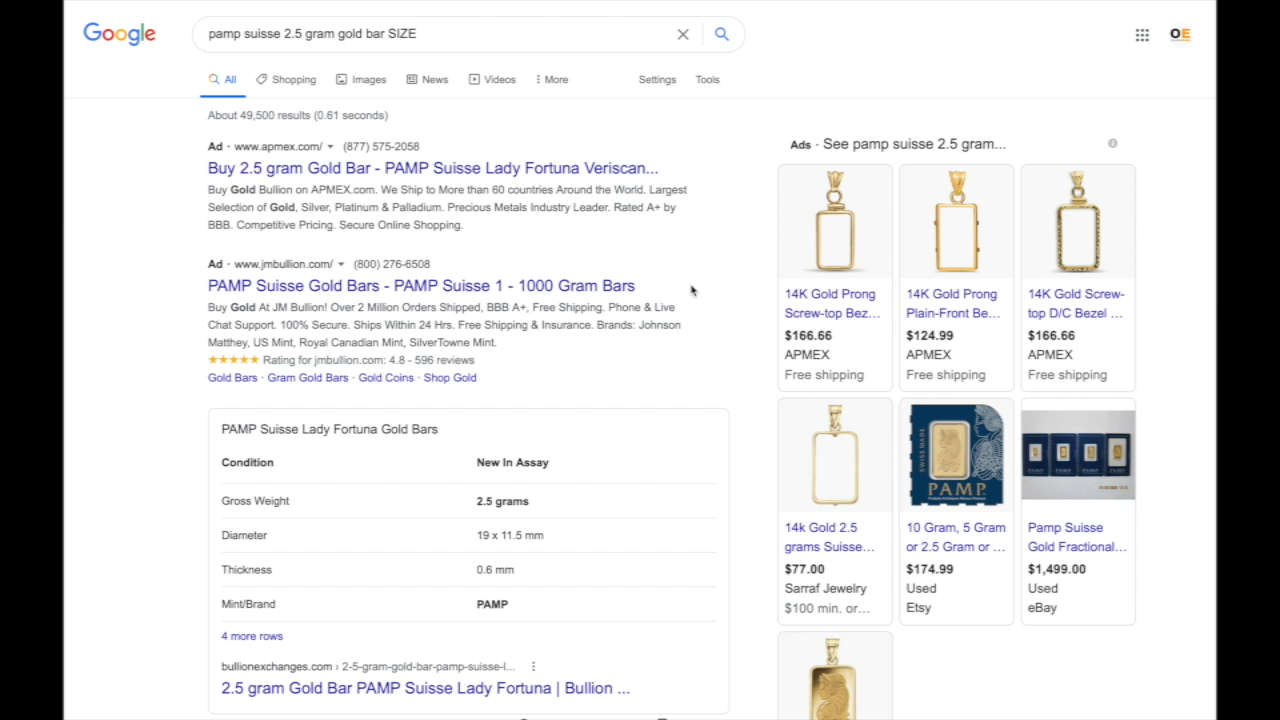 Google
pamp suisse 2.5 gram gold bar SIZE
OE
All
Shopping
Images
News
Videos
More
Settings
Tools
About 49,500 results (0.61 seconds)
Ad · www.apmex.com/ (877) 575-2058
Buy 2.5 gram Gold Bar - PAMP Suisse Lady Fortuna Veriscan...
Buy Gold Bullion on APMEX.com. We Ship to More than 60 countries Around the World. Largest
Selection of Gold, Silver, Platinum & Palladium. Precious Metals Industry Leader. Rated A+ by
BBB. Competitive Pricing. Secure Online Shopping.
Ad · www.jmbullion.com/ (800) 276-6508
PAMP Suisse Gold Bars - PAMP Suisse 1 - 1000 Gram Bars
Buy Gold At JM Bullion! Over 2 Million Orders Shipped, BBB A+, Free Shipping. Phone & Live
Chat Support. 100% Secure. Ships Within 24 Hrs. Free Shipping & Insurance. Brands: Johnson
Matthey, US Mint, Royal Canadian Mint, SilverTowne Mint.
★★★★★ Rating for jmbullion.com: 4.8 - 596 reviews
Gold Bars · Gram Gold Bars · Gold Coins · Shop Gold
PAMP Suisse Lady Fortuna Gold Bars
Condition New In Assay
Gross Weight 2.5 grams
Diameter 19 x 11.5 mm
Thickness 0.6 mm
Mint/Brand PAMP
4 more rows
bullionexchanges.com › 2-5-gram-gold-bar-pamp-suisse-l...
2.5 gram Gold Bar PAMP Suisse Lady Fortuna | Bullion ...
Ads · See pamp suisse 2.5 gram...
14K Gold Prong
Screw-top Bez...
$166.66
APMEX
Free shipping
14K Gold Prong
Plain-Front Be...
$124.99
APMEX
Free shipping
14K Gold Screw-
top D/C Bezel ...
$166.66
APMEX
Free shipping
14k Gold 2.5
grams Suisse...
$77.00
Sarraf Jewelry
$100 min. or...
SWISS MADE
PAMP
10 Gram, 5 Gram
or 2.5 Gram or ...
$174.99
Used
Etsy
Pamp Suisse
Gold Fractional...
$1,499.00
Used
eBay